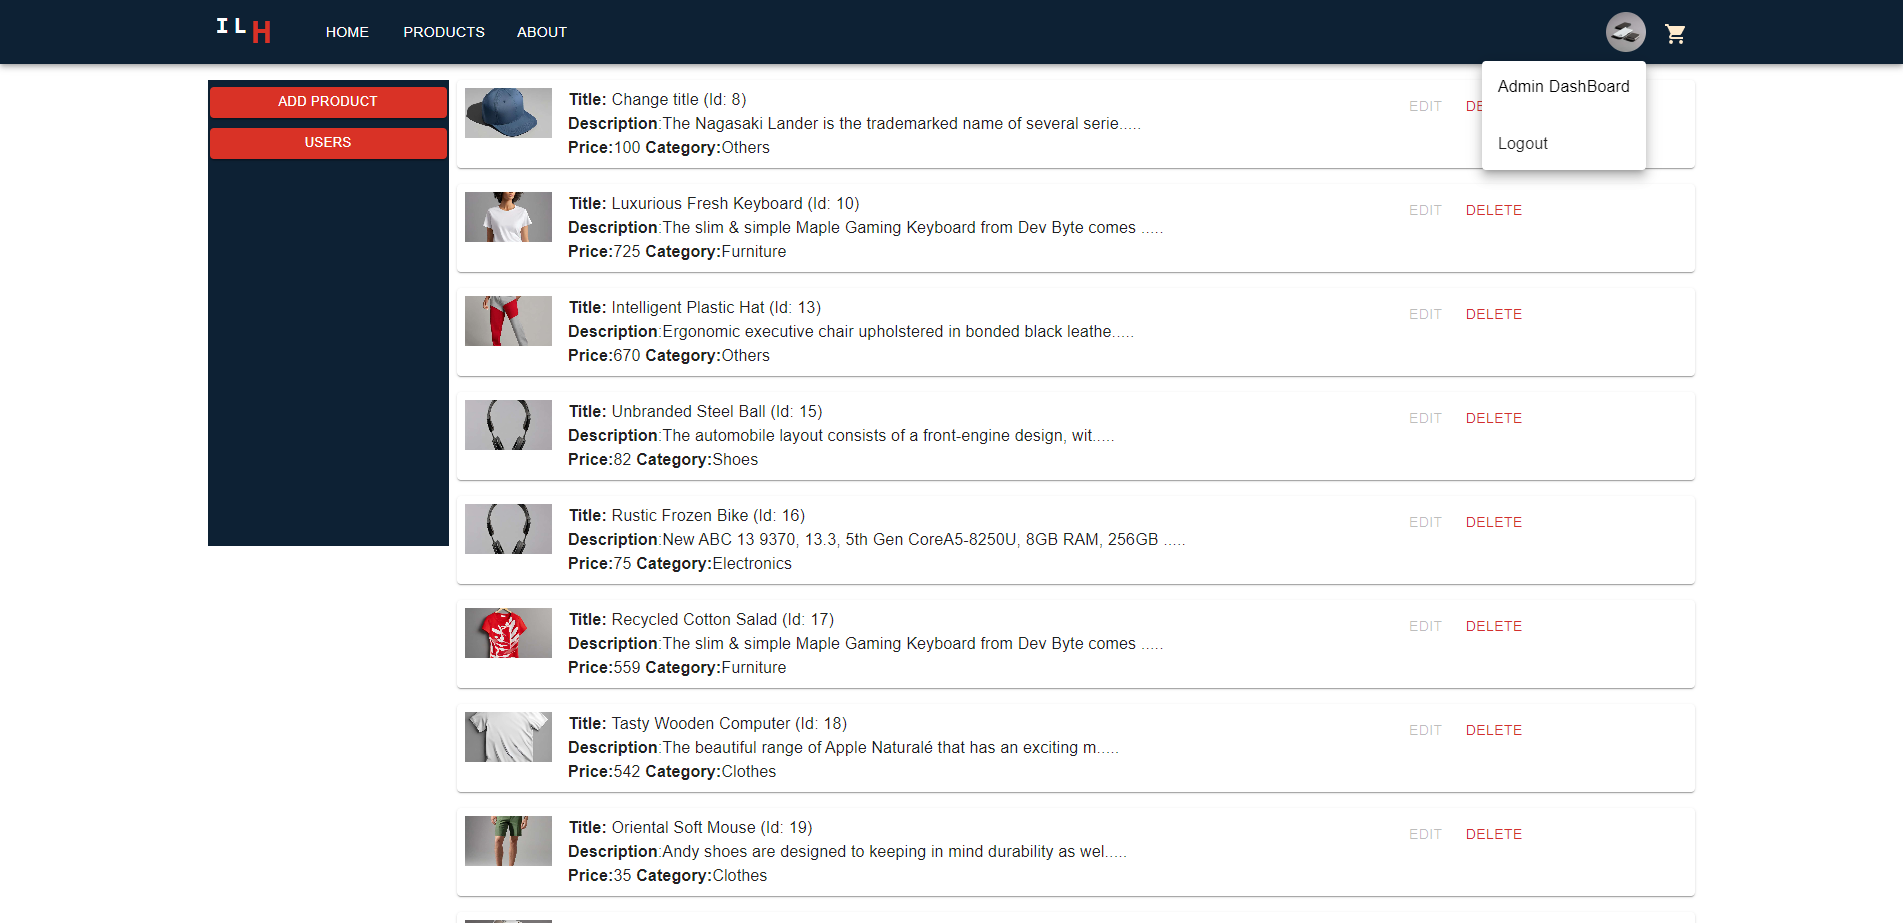 ILH HOME PRODUCTS ABOUT
Admin DashBoard
Logout
ADD PRODUCT
USERS
Title: Change title (Id: 8)
Description:The Nagasaki Lander is the trademarked name of several serie.....
Price:100 Category:Others
EDIT DE
Title: Luxurious Fresh Keyboard (Id: 10)
Description:The slim & simple Maple Gaming Keyboard from Dev Byte comes .....
Price:725 Category:Furniture
EDIT DELETE
Title: Intelligent Plastic Hat (Id: 13)
Description:Ergonomic executive chair upholstered in bonded black leathe.....
Price:670 Category:Others
EDIT DELETE
Title: Unbranded Steel Ball (Id: 15)
Description:The automobile layout consists of a front-engine design, wit.....
Price:82 Category:Shoes
EDIT DELETE
Title: Rustic Frozen Bike (Id: 16)
Description:New ABC 13 9370, 13.3, 5th Gen CoreA5-8250U, 8GB RAM, 256GB .....
Price:75 Category:Electronics
EDIT DELETE
Title: Recycled Cotton Salad (Id: 17)
Description:The slim & simple Maple Gaming Keyboard from Dev Byte comes .....
Price:559 Category:Furniture
EDIT DELETE
Title: Tasty Wooden Computer (Id: 18)
Description:The beautiful range of Apple Naturalé that has an exciting m.....
Price:542 Category:Clothes
EDIT DELETE
Title: Oriental Soft Mouse (Id: 19)
Description:Andy shoes are designed to keeping in mind durability as wel.....
Price:35 Category:Clothes
EDIT DELETE